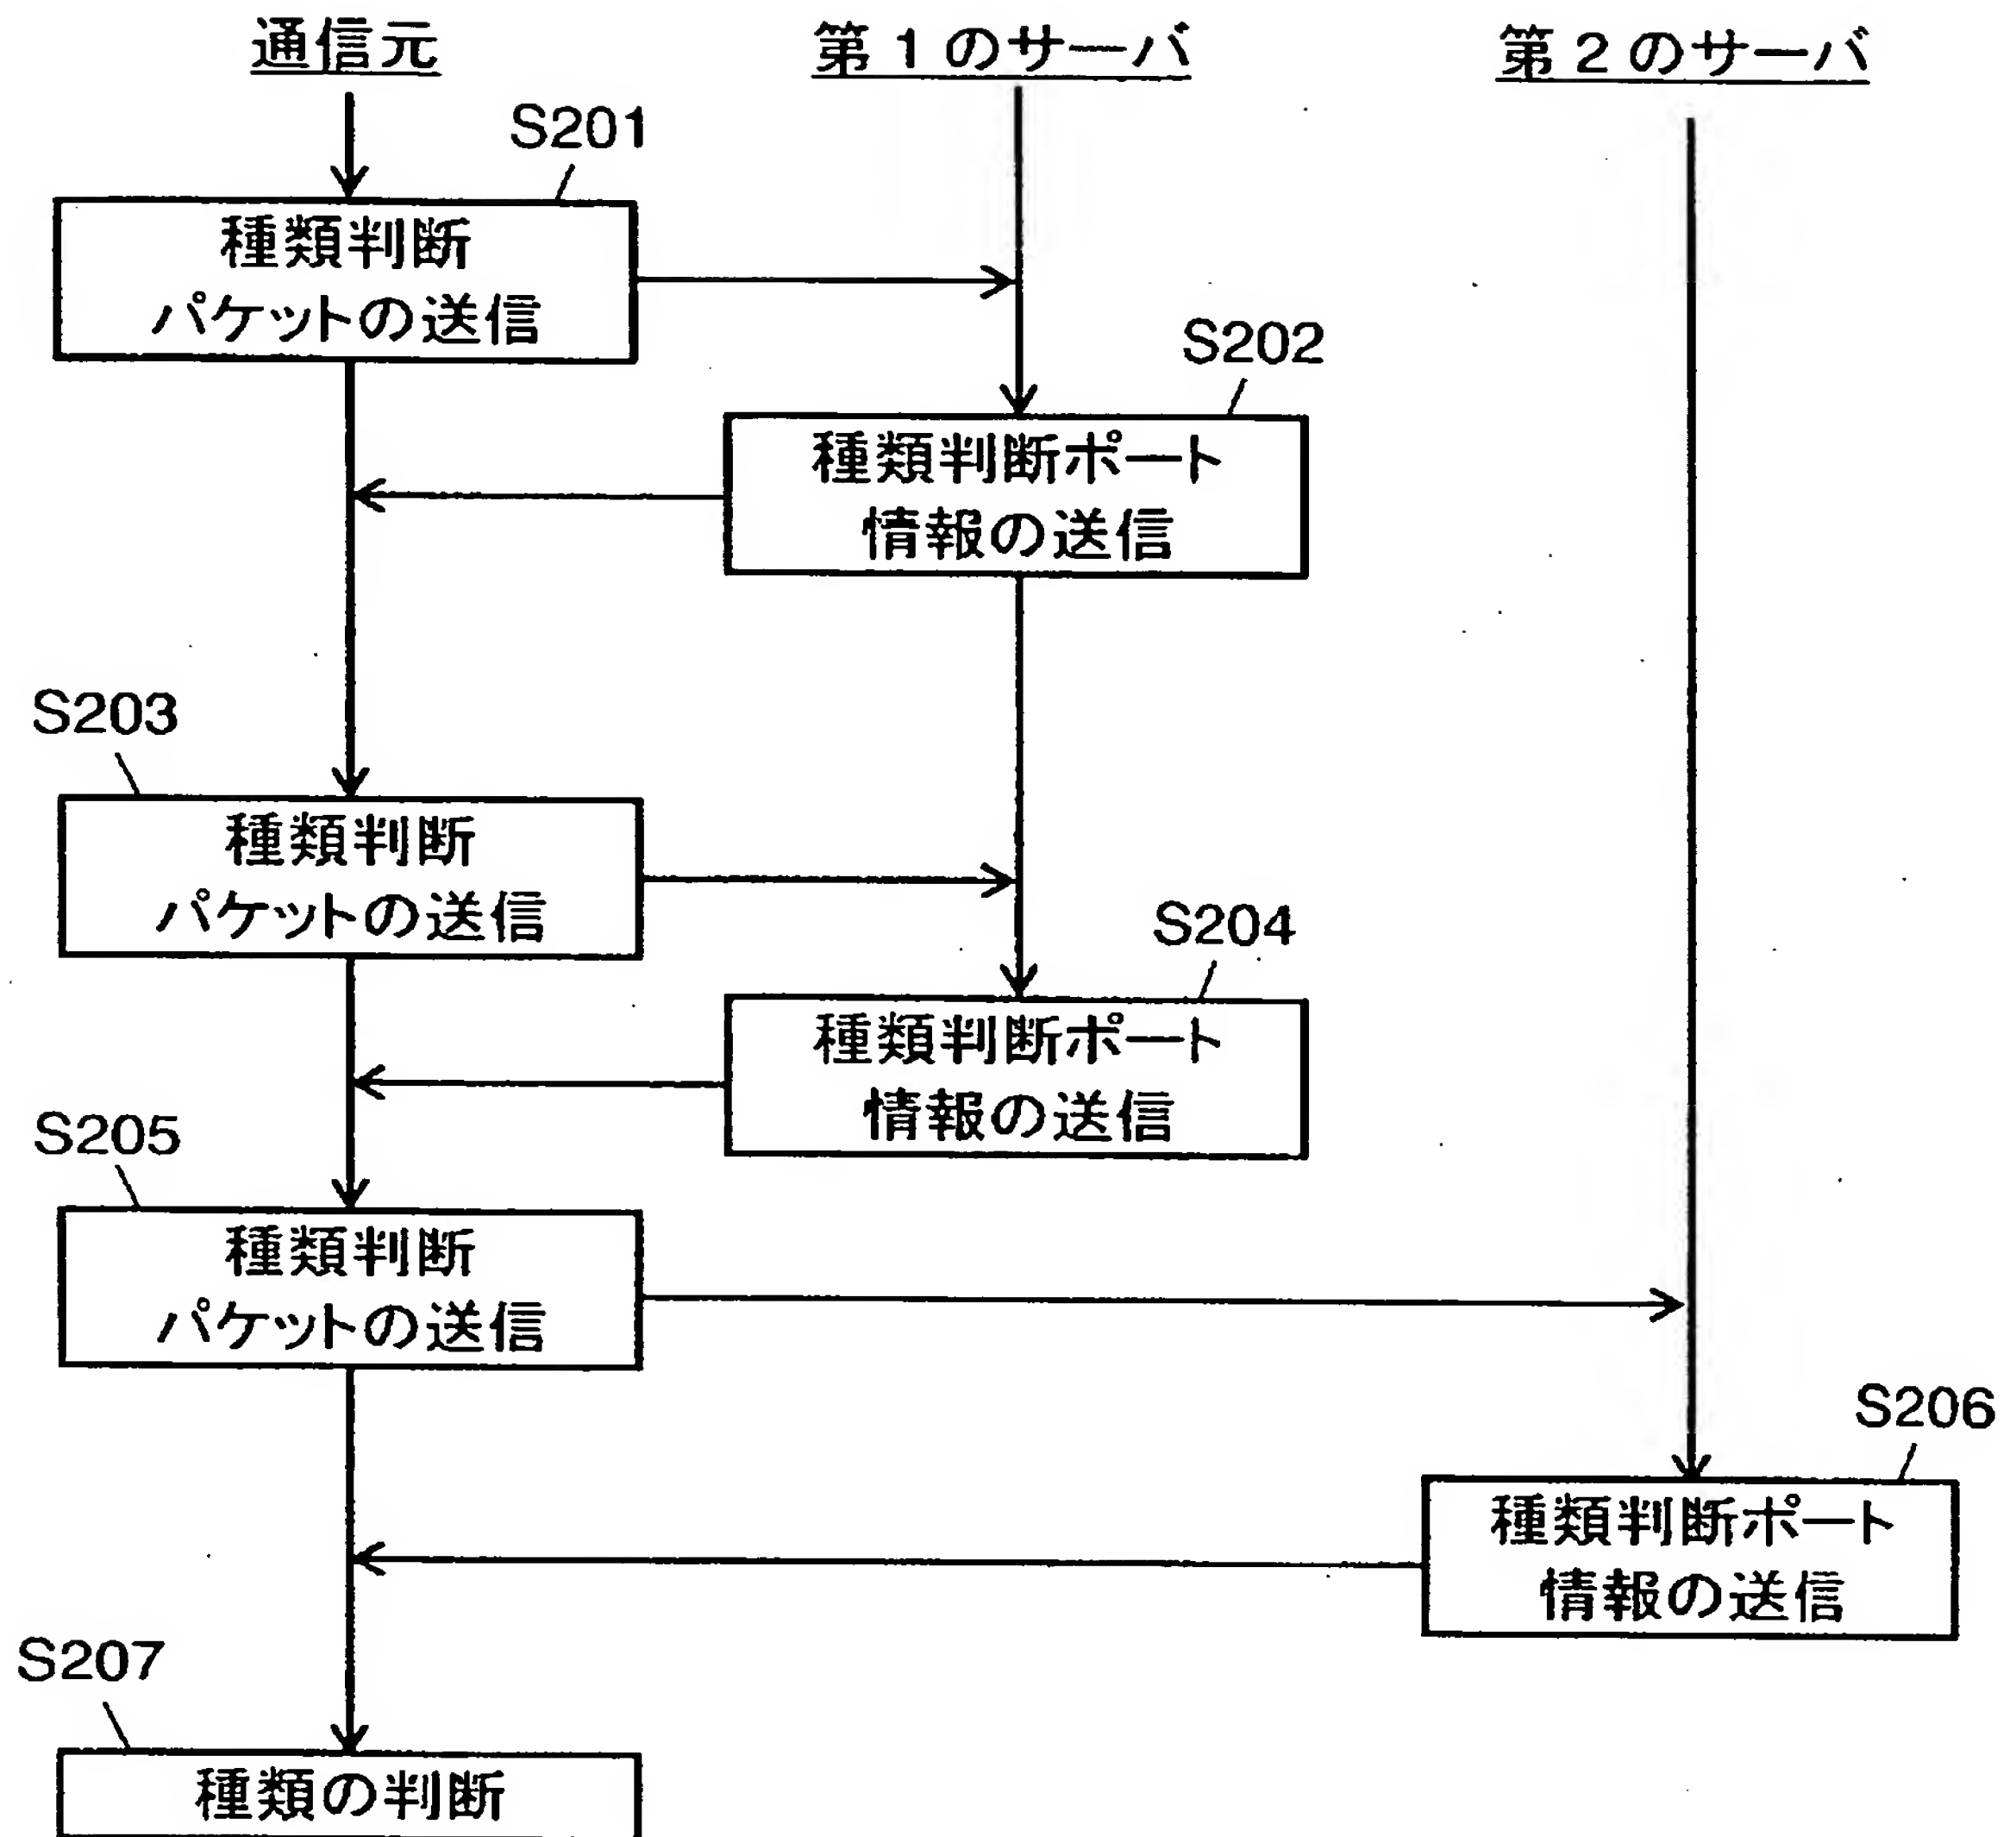 通信元
第1のサーバ
第2のサーバ
S201
種類判断
パケットの送信
S202
種類判断ポート
情報の送信
S203
種類判断
パケットの送信
S204
種類判断ポート
情報の送信
S205
種類判断
パケットの送信
S206
種類判断ポート
情報の送信
S207
種類の判断